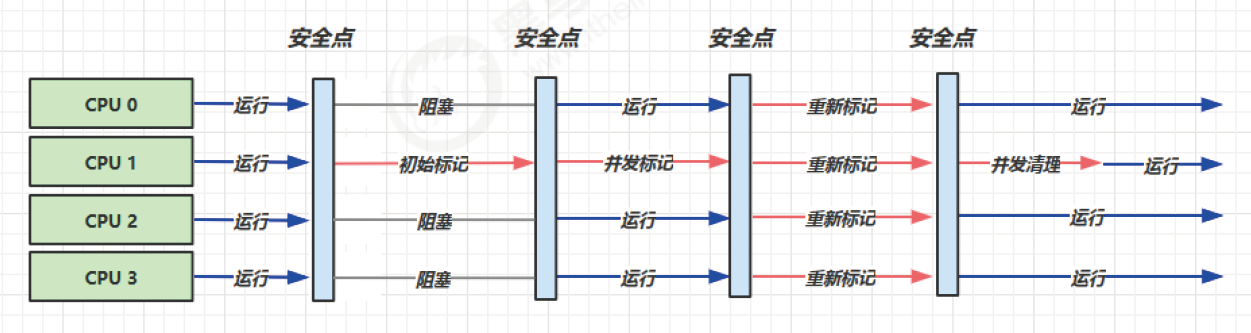 安全点 安全点 安全点 安全点
CPU 0 运行 阻塞 运行 重新标记 运行
CPU 1 运行 初始标记 并发标记 重新标记 并发清理 运行
CPU 2 运行 阻塞 运行 重新标记 运行
CPU 3 运行 阻塞 运行 重新标记 运行